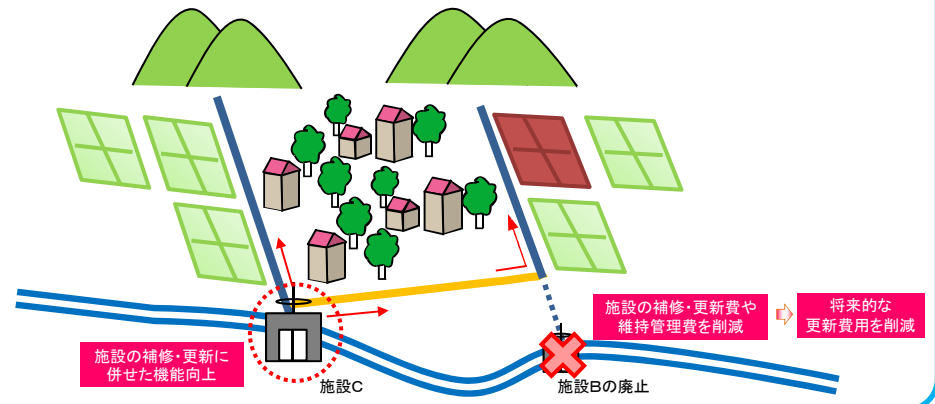 施設の補修・更新費や
維持管理費を削減
将来的な
更新費用を削減
施設の補修・更新に
併せた機能向上
施設C
施設Bの廃止